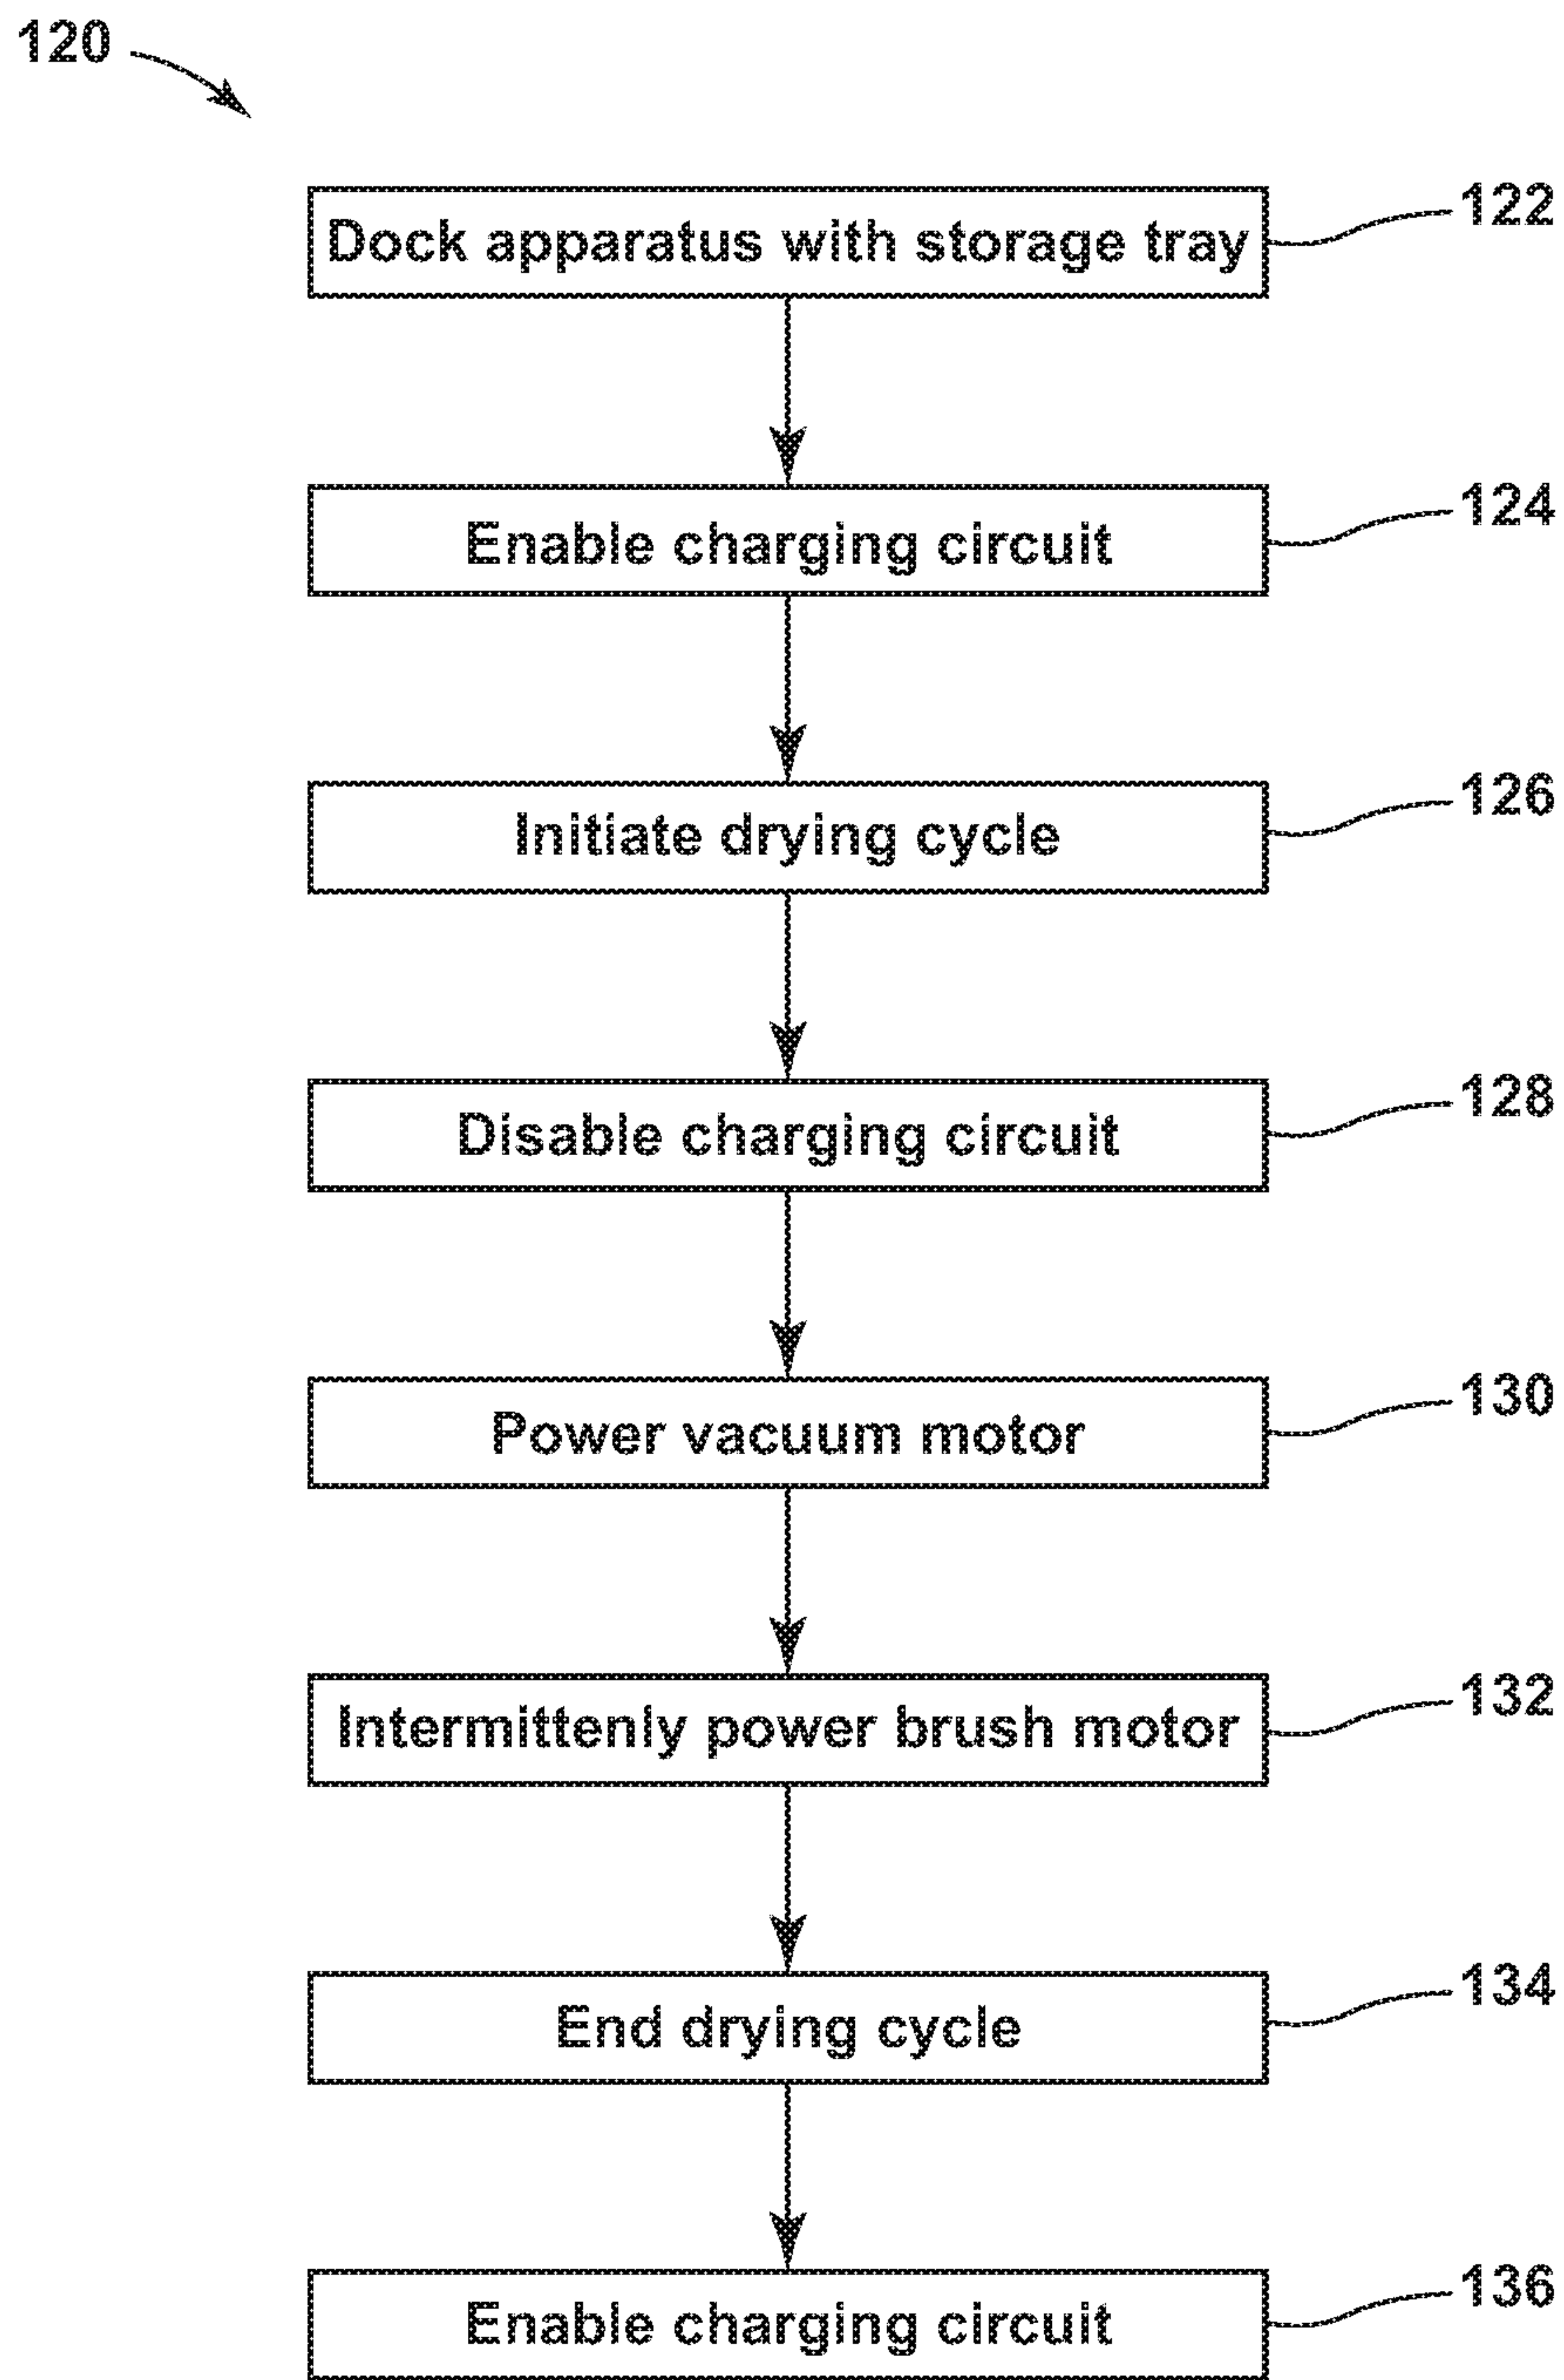 120
Dock apparatus with storage tray
122
Enable charging circuit
124
Initiate drying cycle
126
Disable charging circuit
128
Power vacuum motor
130
Intermittenly power brush motor
132
End drying cycle
134
Enable charging circuit
136